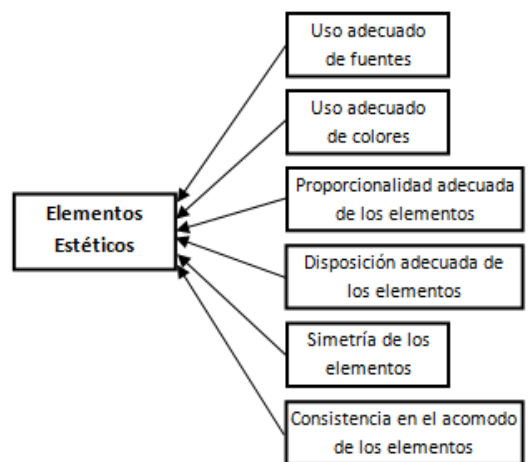 Uso adecuado
de fuentes
Uso adecuado
de colores
Elementos
Estéticos
Proporcionalidad adecuada
de los elementos
Disposición adecuada de
los elementos
Simetría de los
elementos
Consistencia en el acomodo
de los elementos